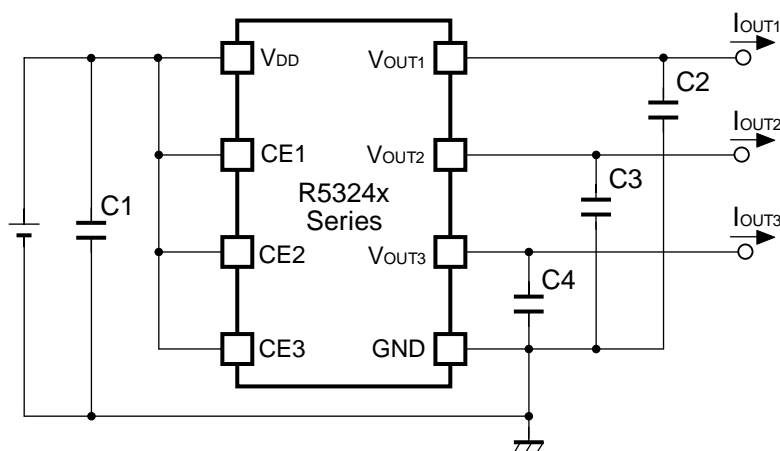 IOUT1
VDD
VOUT1
C2
IOUT2
CE1
VOUT2
C3
R5324x
Series
C1
IOUT3
CE2
VOUT3
C4
CE3
GND